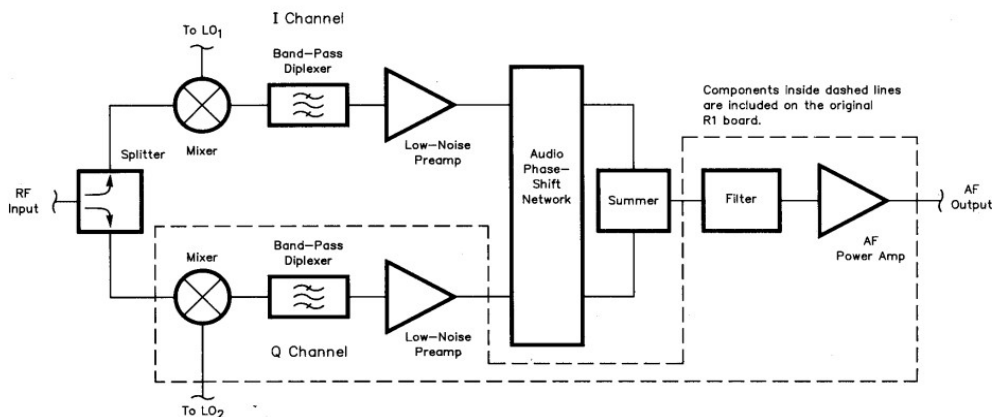 I Channel
To LO1
Band-Pass
Diplexer
Mixer
Low-Noise
Preamp
Splitter
RF
Input
Audio
Phase-
Shift
Network
Summer
Components inside dashed lines
are included on the original
R1 board.
Filter
AF
Power Amp
AF
Output
Mixer
Band-Pass
Diplexer
Low-Noise
Preamp
Q Channel
To LO2